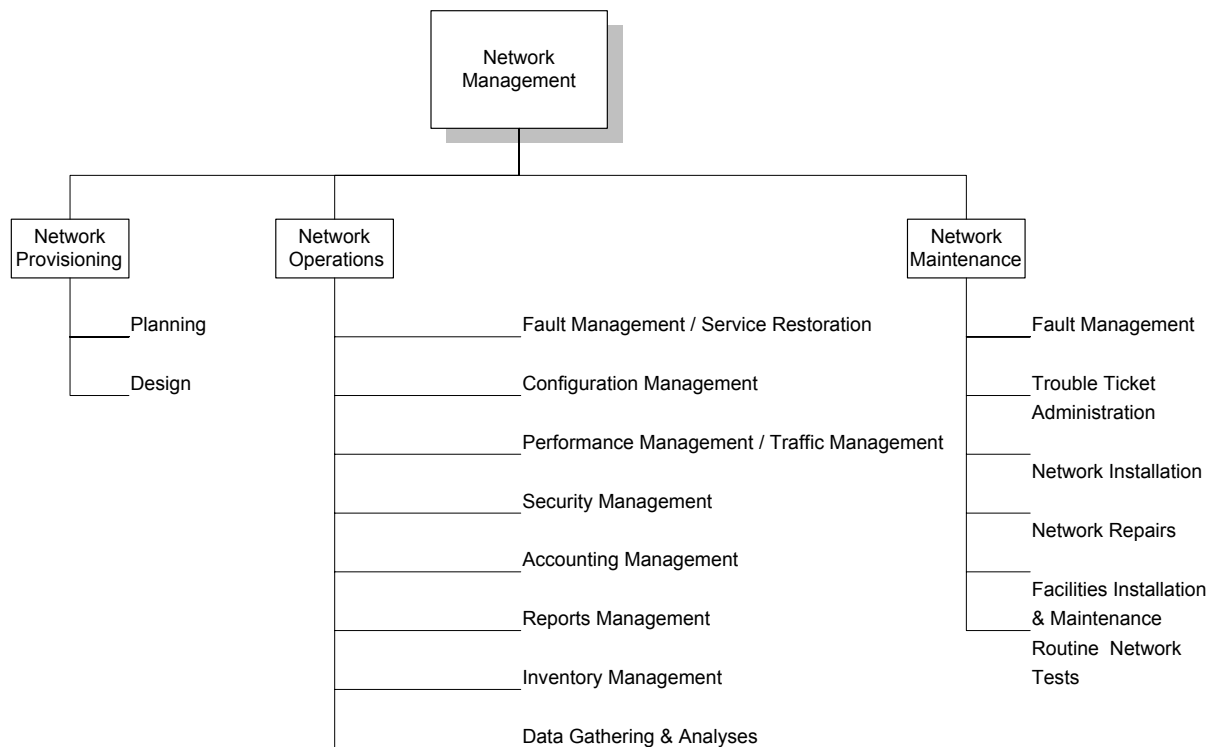 Network
Management
Network
Provisioning
Planning
Design
Network
Operations
Fault Management / Service Restoration
Configuration Management
Performance Management / Traffic Management
Security Management
Accounting Management
Reports Management
Inventory Management
Data Gathering & Analyses
Network
Maintenance
Fault Management
Trouble Ticket
Administration
Network Installation
Network Repairs
Facilities Installation
& Maintenance
Routine Network
Tests